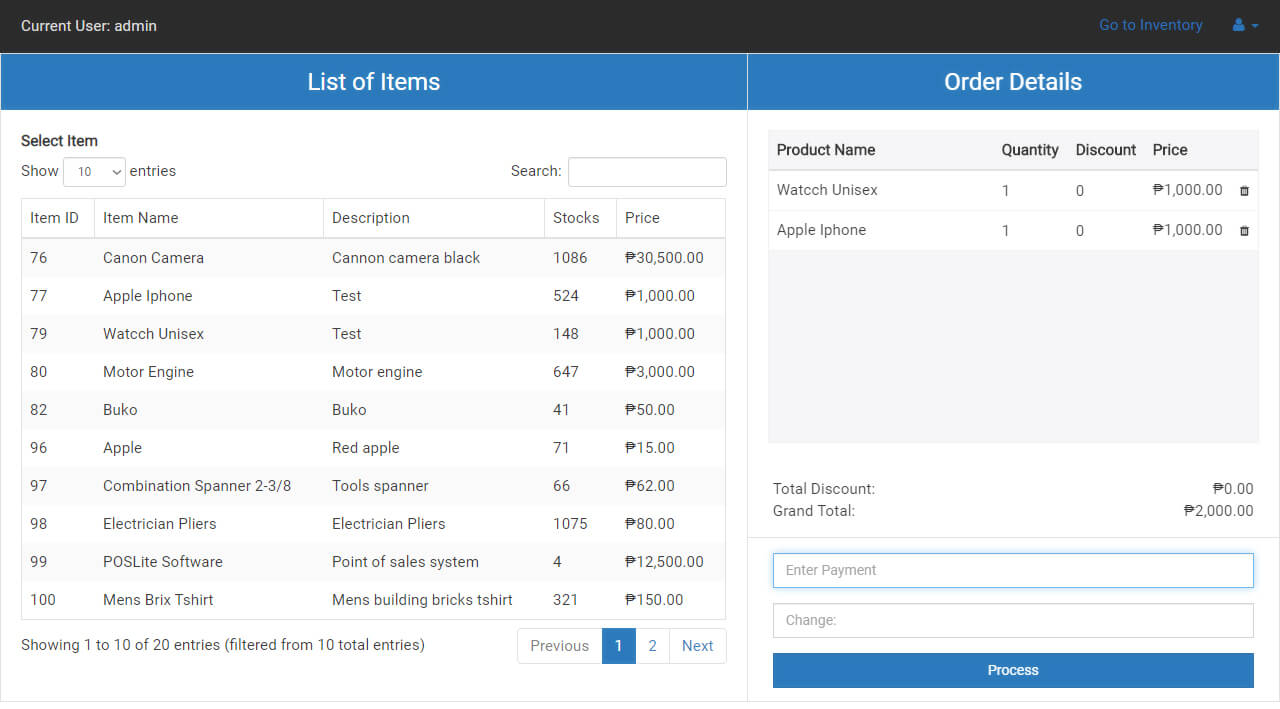 Current User: admin
Go to Inventory
List of Items
Select Item
Show 10 entries
Search:
Item ID Item Name Description Stocks Price
76 Canon Camera Cannon camera black 1086 ₱30,500.00
77 Apple Iphone Test 524 ₱1,000.00
79 Watcch Unisex Test 148 ₱1,000.00
80 Motor Engine Motor engine 647 ₱3,000.00
82 Buko Buko 41 ₱50.00
96 Apple Red apple 71 ₱15.00
97 Combination Spanner 2-3/8 Tools spanner 66 ₱62.00
98 Electrician Pliers Electrician Pliers 1075 ₱80.00
99 POSLite Software Point of sales system 4 ₱12,500.00
100 Mens Brix Tshirt Mens building bricks tshirt 321 ₱150.00
Showing 1 to 10 of 20 entries (filtered from 10 total entries)
Previous 1 2 Next
Order Details
Product Name Quantity Discount Price
Watcch Unisex 1 0 ₱1,000.00
Apple Iphone 1 0 ₱1,000.00
Total Discount: ₱0.00
Grand Total: ₱2,000.00
Enter Payment
Change:
Process